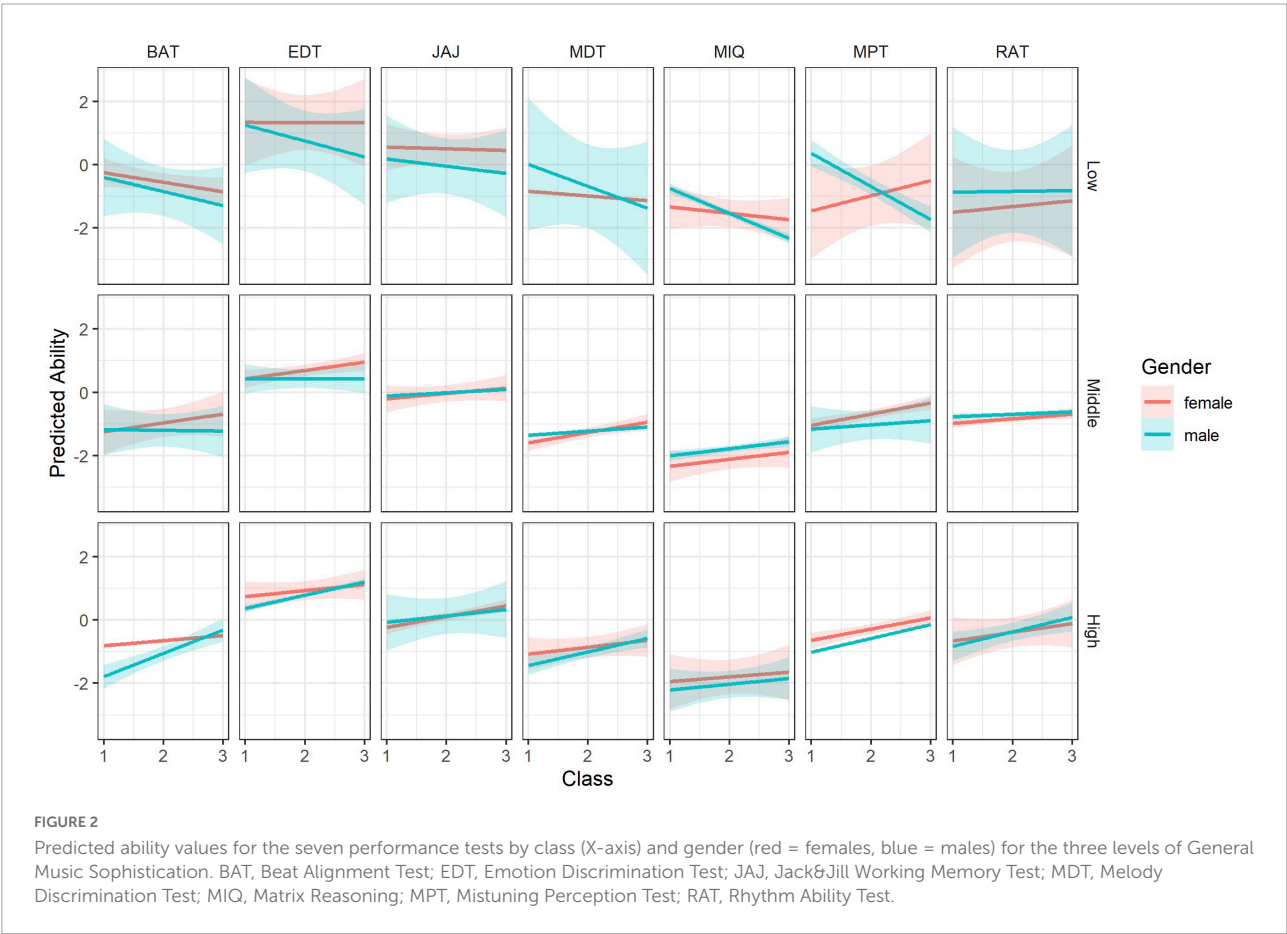 BAT EDT JAJ MDT MIQ MPT RAT
2
0
-2
Low
2
0
-2
Middle
2
0
-2
High
Predicted Ability
1 2 3 1 2 3 1 2 3 1 2 3 1 2 3 1 2 3 1 2 3
Class
Gender
female
male
FIGURE 2
Predicted ability values for the seven performance tests by class (X-axis) and gender (red = females, blue = males) for the three levels of General
Music Sophistication. BAT, Beat Alignment Test; EDT, Emotion Discrimination Test; JAJ, Jack&Jill Working Memory Test; MDT, Melody
Discrimination Test; MIQ, Matrix Reasoning; MPT, Mistuning Perception Test; RAT, Rhythm Ability Test.